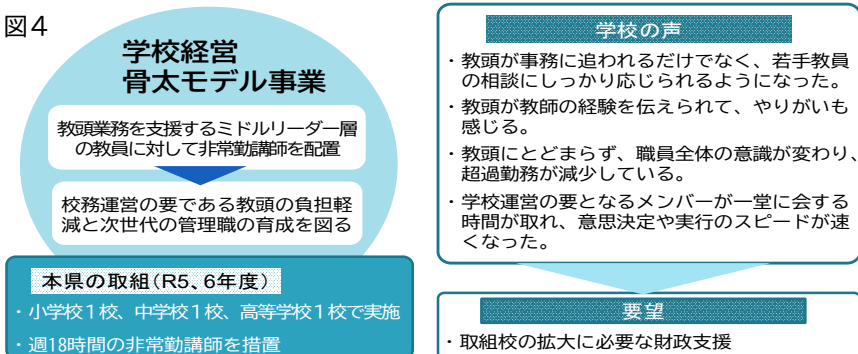 図4
学校経営
骨太モデル事業
教頭業務を支援するミドルリーダー層
の教員に対して非常勤講師を配置
校務運営の要である教頭の負担軽
減と次世代の管理職の育成を図る
本県の取組(R5、6年度)
・小学校1校、中学校1校、高等学校1校で実施
・週18時間の非常勤講師を措置
学校の声
・教頭が事務に追われるだけでなく、若手教員
の相談にしっかり応じられるようになった。
・教頭が教師の経験を伝えられて、やりがいも
感じる。
・教頭にとどまらず、職員全体の意識が変わり、
超過勤務が減少している。
・学校運営の要となるメンバーが一堂に会する
時間が取れ、意思決定や実行のスピードが速
くなった。
要望
・取組校の拡大に必要な財政支援